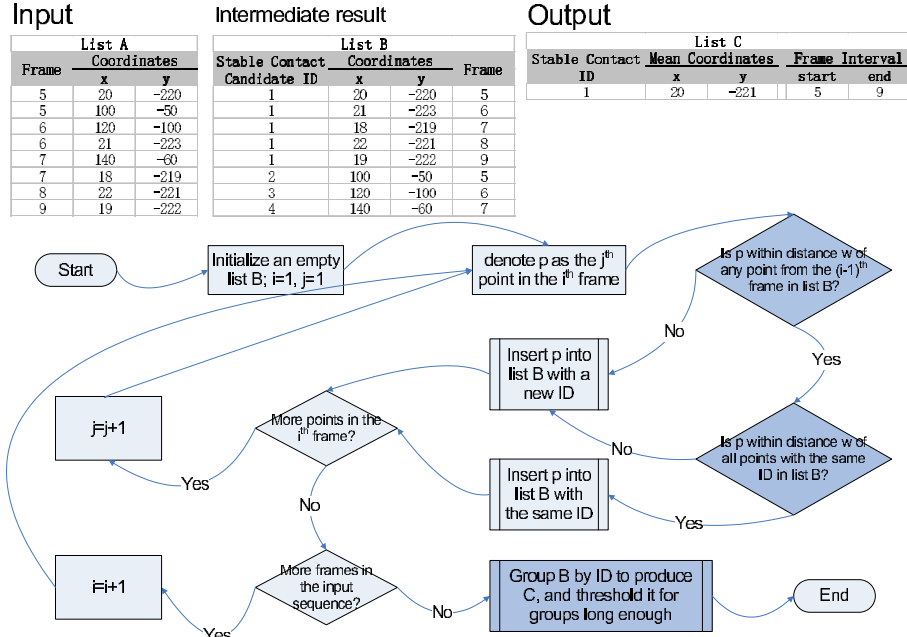 Input
List A
Frame Coordinates
x y
5 20 -220
5 100 -50
6 120 -100
6 21 -223
7 140 -60
7 18 -219
8 22 -221
9 19 -222
Intermediate result
List B
Stable Contact Candidate ID Coordinates Frame
x y
1 20 -220 5
1 21 -223 6
1 18 -219 7
1 22 -221 8
1 19 -222 9
2 100 -50 5
3 120 -100 6
4 140 -60 7
Output
List C
Stable Contact ID Mean Coordinates Frame Interval
x y start end
1 20 -221 5 9
Start
Initialize an empty
list B; i=1, j=1
denote p as the jth
point in the ith frame
Is p within distance w of
any point from the (i-1)th
frame in list B?
No
Yes
Insert p into
list B with a
new ID
Is p within distance w of
all points with the same
ID in list B?
No
Yes
Insert p into
list B with
the same ID
More points in the
ith frame?
Yes
No
j=j+1
More frames in
the input
sequence?
Yes
No
i=i+1
Group B by ID to produce
C, and threshold it for
groups long enough
End